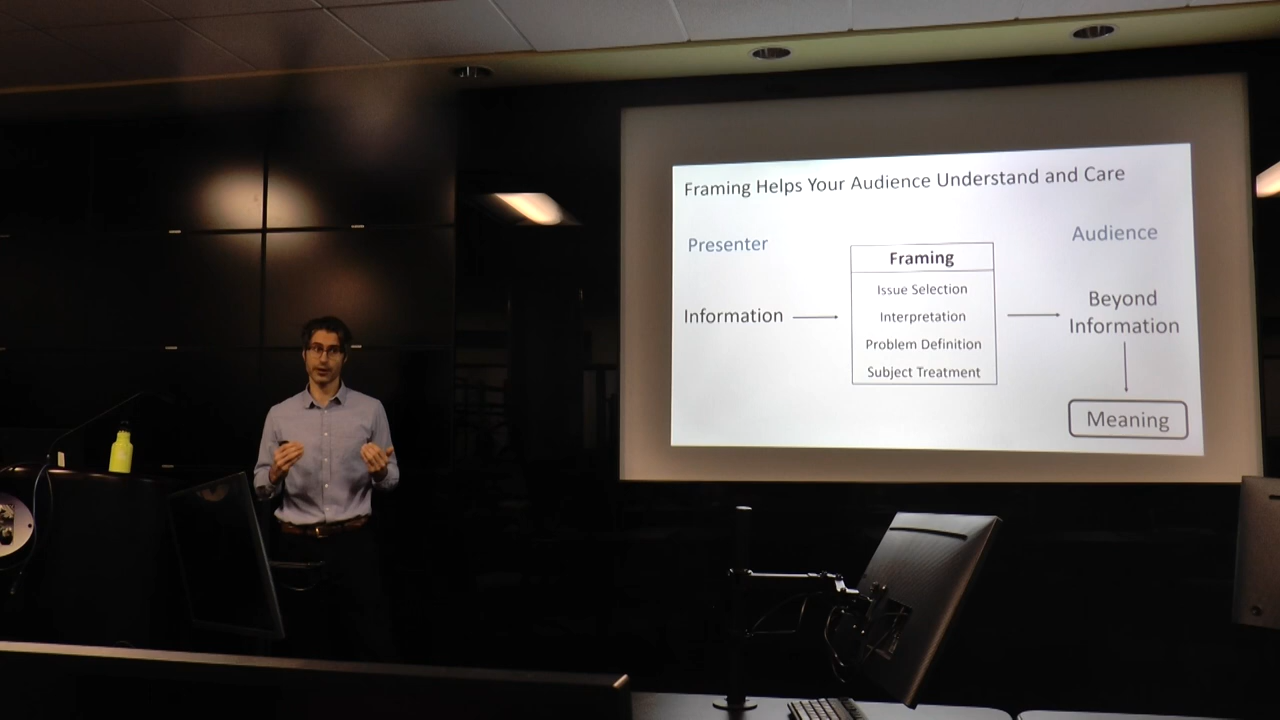 Framing Helps Your Audience Understand and Care
Presenter
Audience
Framing
Issue Selection
Interpretation
Problem Definition
Subject Treatment
Information
Beyond
Information
Meaning